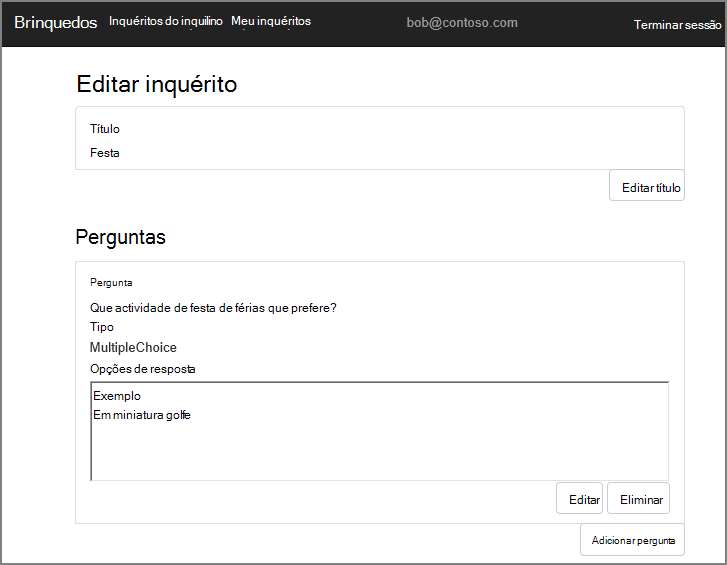 Brinquedos Inquéritos do inquilino Meu inquéritos bob@contoso.com Terminar sessão
Editar inquérito
Título
Festa
Editar título
Perguntas
Pergunta
Que actividade de festa de férias que prefere?
Tipo
MultipleChoice
Opções de resposta
Exemplo
Em miniatura golfe
Editar Eliminar
Adicionar pergunta